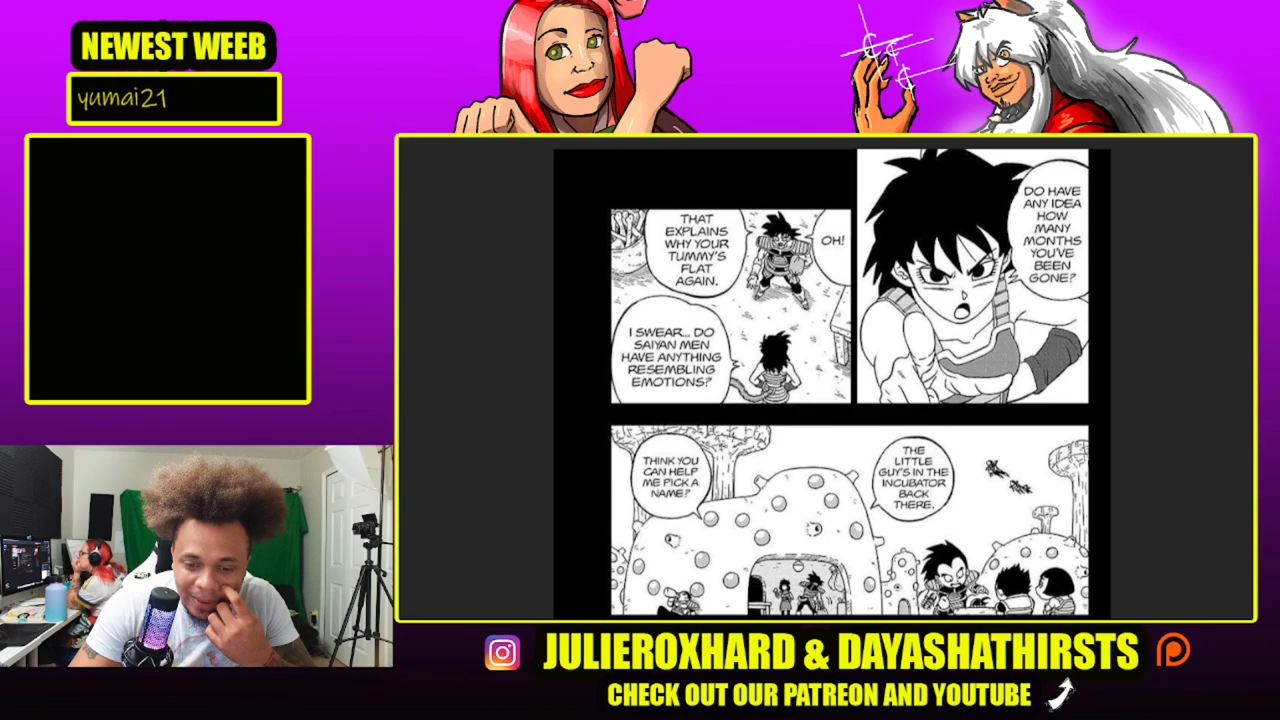 NEWEST WEEB
yumai21
DO HAVE
ANY IDEA
HOW
MANY
MONTHS
YOU'VE
BEEN
GONE?
OH!
THAT
EXPLAINS
WHY YOUR
TUMMY'S
FLAT
AGAIN.
I SWEAR... DO
SAIYAN MEN
HAVE ANYTHING
RESEMBLING
EMOTIONS?
THE
LITTLE
GUY'S IN THE
INCUBATOR
BACK
THERE.
THINK YOU
CAN HELP
ME PICK A
NAME?
JULIEROXHARD & DAYASHATHIRSTS
CHECK OUT OUR PATREON AND YOUTUBE